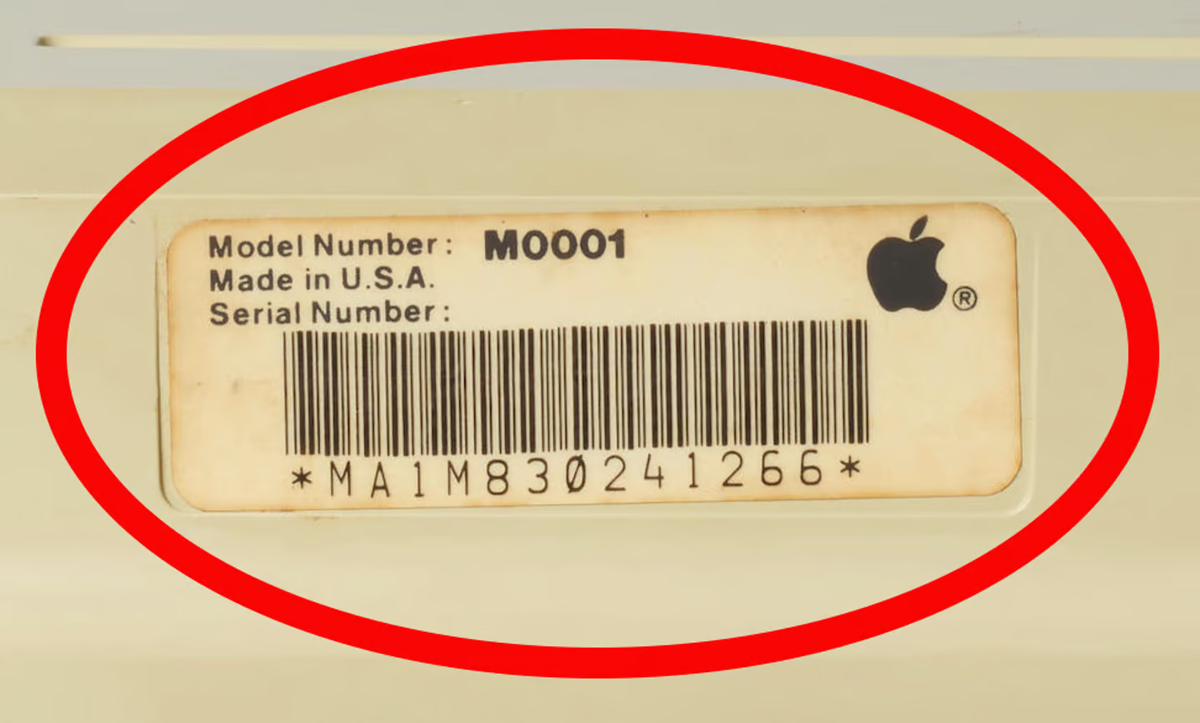 Model Number: M0001
Made in U.S.A.
Serial Number:
*MA1M830241266*
®